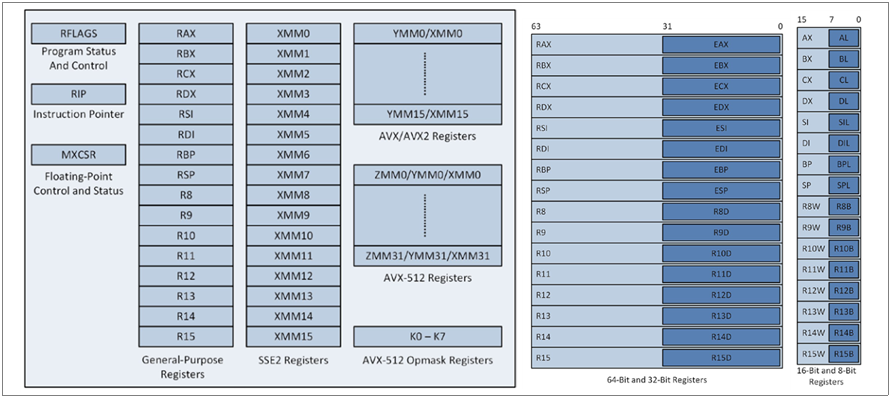 RFLAGS
Program Status
And Control
RIP
Instruction Pointer
MXCSR
Floating-Point
Control and Status
RAX
RBX
RCX
RDX
RSI
RDI
RBP
RSP
R8
R9
R10
R11
R12
R13
R14
R15
General-Purpose
Registers
XMM0
XMM1
XMM2
XMM3
XMM4
XMM5
XMM6
XMM7
XMM8
XMM9
XMM10
XMM11
XMM12
XMM13
XMM14
XMM15
SSE2 Registers
YMM0/XMM0
YMM15/XMM15
AVX/AVX2 Registers
ZMM0/YMM0/XMM0
ZMM31/YMM31/XMM31
AVX-512 Registers
K0 – K7
AVX-512 Opmask Registers
63 31 0
RAX EAX
RBX EBX
RCX ECX
RDX EDX
RSI ESI
RDI EDI
RBP EBP
RSP ESP
R8 R8D
R9 R9D
R10 R10D
R11 R11D
R12 R12D
R13 R13D
R14 R14D
R15 R15D
64-Bit and 32-Bit Registers
15 7 0
AX AL
BX BL
CX CL
DX DL
SI SIL
DI DIL
BP BPL
SP SPL
R8W R8B
R9W R9B
R10W R10B
R11W R11B
R12W R12B
R13W R13B
R14W R14B
R15W R15B
16-Bit and 8-Bit
Registers